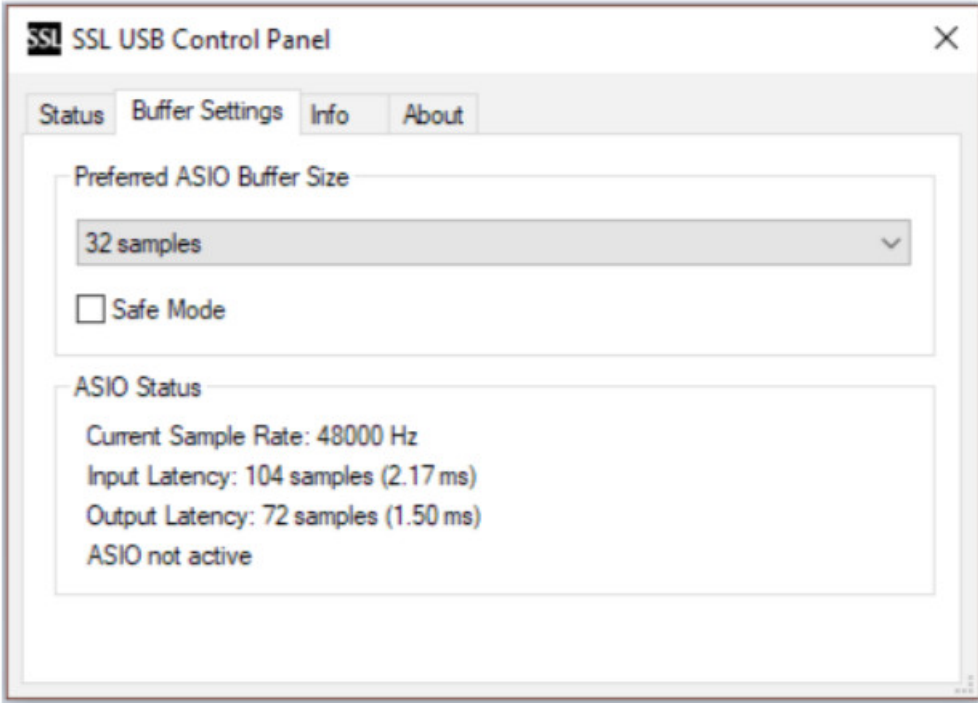 SSL SSL USB Control Panel
Status Buffer Settings Info About
Preferred ASIO Buffer Size
32 samples
Safe Mode
ASIO Status
Current Sample Rate: 48000 Hz
Input Latency: 104 samples (2.17 ms)
Output Latency: 72 samples (1.50 ms)
ASIO not active